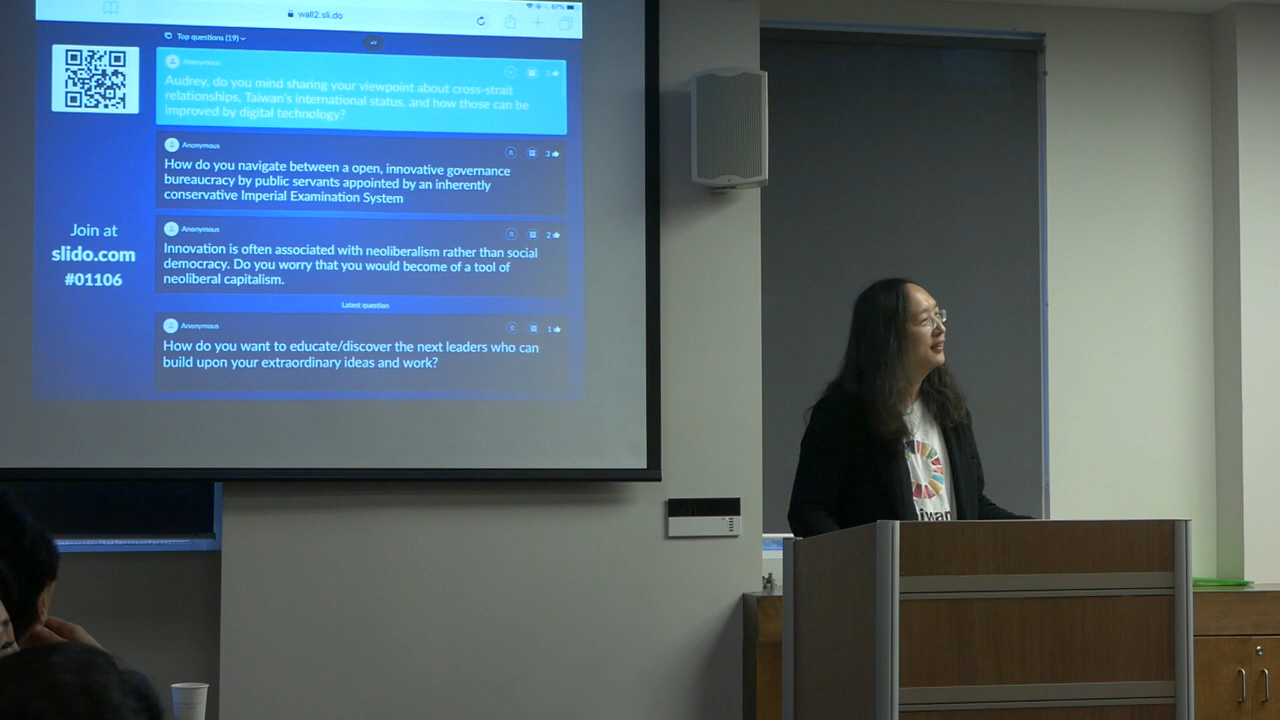 67%
wall2.sli.do
Top questions (19)
Anonymous
2
Audrey, do you mind sharing your viewpoint about cross-strait
relationships, Taiwan's international status, and how those can be
improved by digital technology?
Anonymous
3
How do you navigate between a open, innovative governance
bureaucracy by public servants appointed by an inherently
conservative Imperial Examination System
Anonymous
2
Innovation is often associated with neoliberalism rather than social
democracy. Do you worry that you would become of a tool of
neoliberal capitalism.
Latest question
Anonymous
1
How do you want to educate/discover the next leaders who can
build upon your extraordinary ideas and work?
Join at
slido.com
#01106
iwan